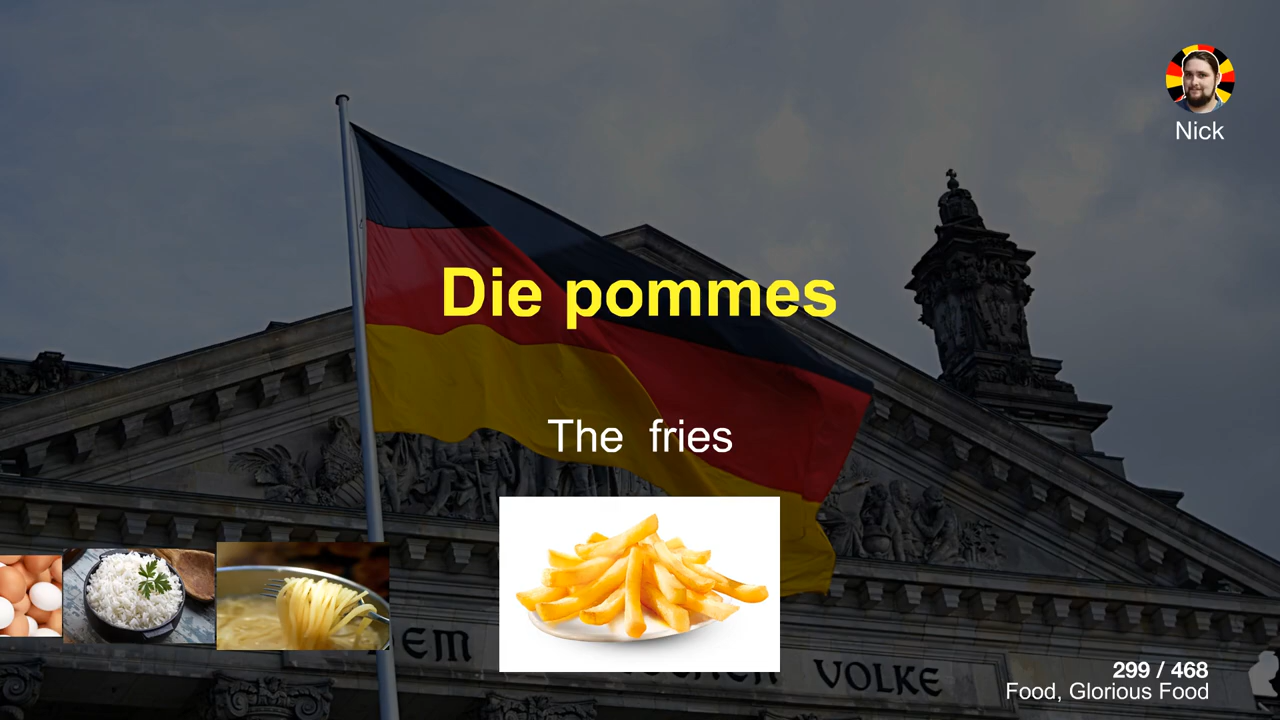 Nick
Die pommes
The fries
EM
VOLKE
299 / 468
Food, Glorious Food